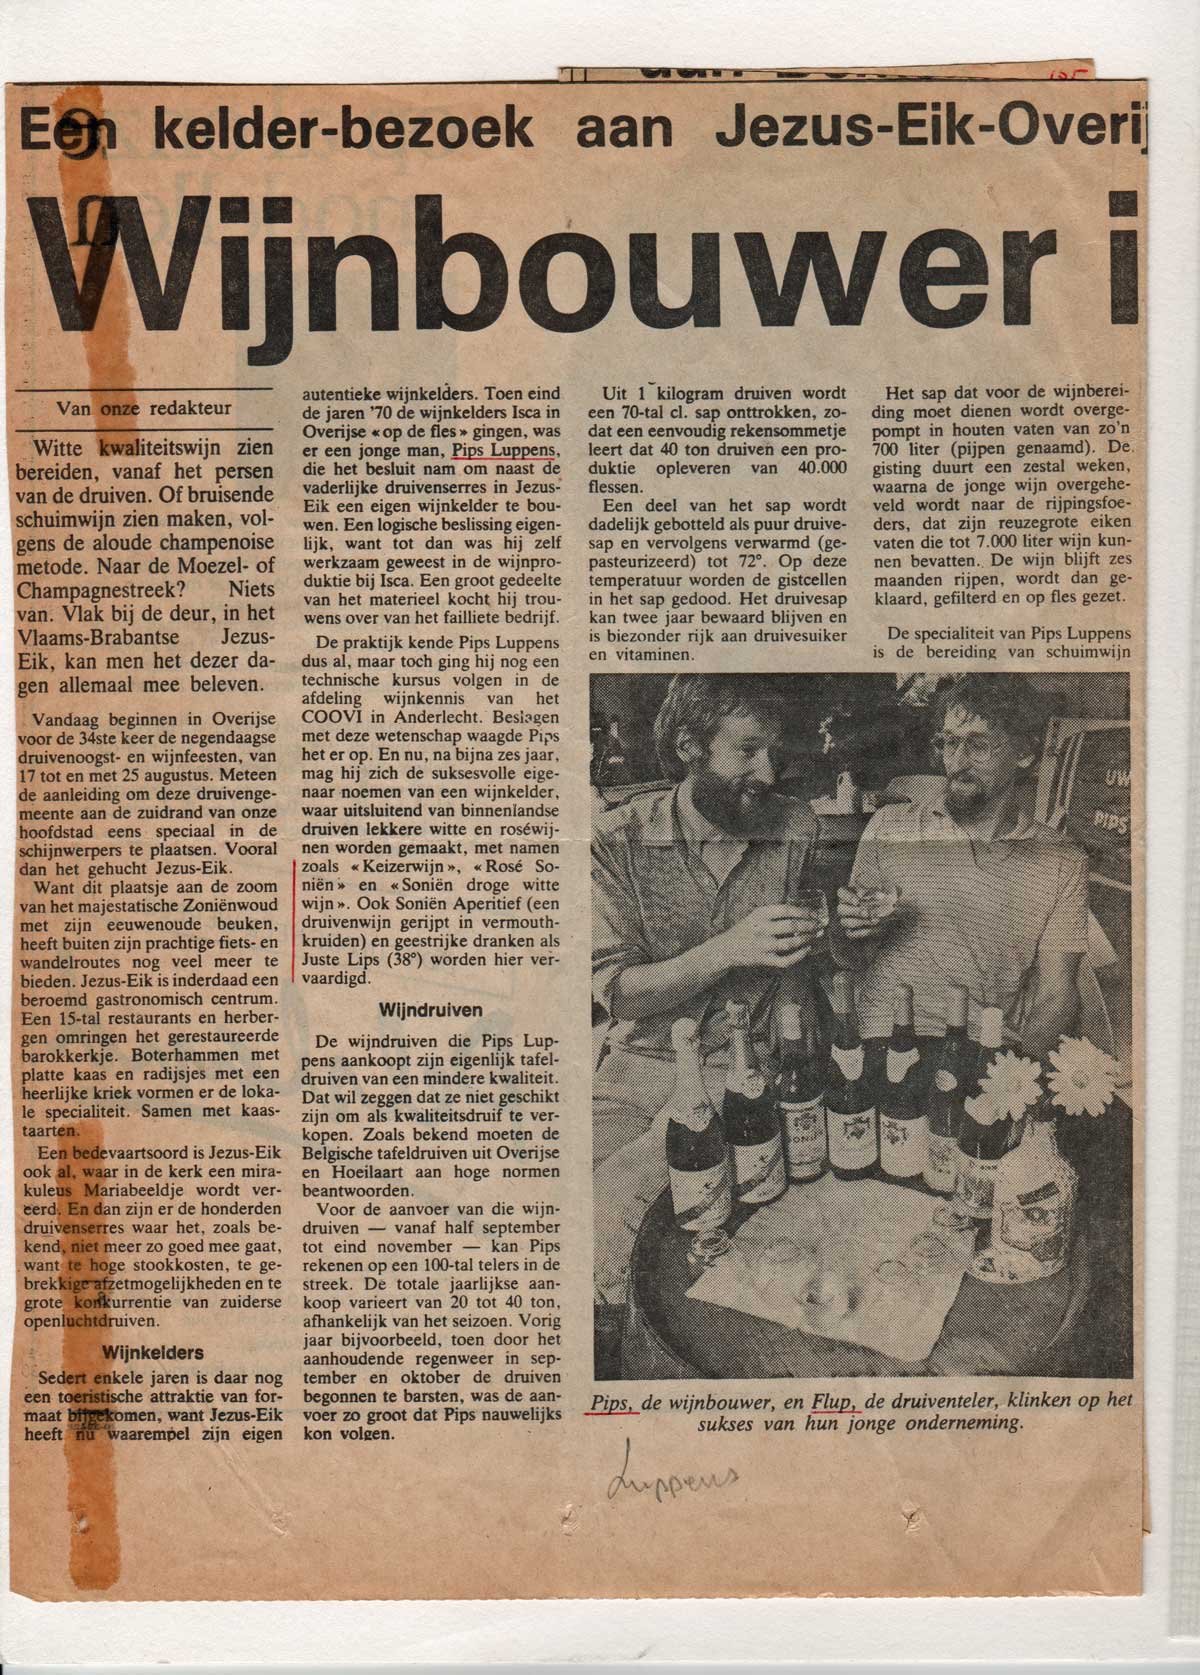 Een kelder-bezoek aan Jezus-Eik-Overij
Wijnbouwer i
Van onze redakteur
Witte kwaliteitswijn zien
bereiden, vanaf het persen
van de druiven. Of bruisende
schuimwijn zien maken, vol-
gens de aloude champenoise
metode. Naar de Moezel- of
Champagnestreek? Niets
van. Vlak bij de deur, in het
Vlaams-Brabantse Jezus-
Eik, kan men het dezer da-
gen allemaal mee beleven.
Vandaag beginnen in Overijse
voor de 34ste keer de negendaagse
druivenoogst- en wijnfeesten, van
17 tot en met 25 augustus. Meteen
de aanleiding om deze druivenge-
meente aan de zuidrand van onze
hoofdstad eens speciaal in de
schijnwerpers te plaatsen. Vooral
dan het gehucht Jezus-Eik.
Want dit plaatsje aan de zoom
van het majestatische Zoniënwoud
met zijn eeuwenoude beuken,
heeft buiten zijn prachtige fiets- en
wandelroutes nog veel meer te
bieden. Jezus-Eik is inderdaad een
beroemd gastronomisch centrum.
Een 15-tal restaurants en herber-
gen omringen het gerestaureerde
barokkerkje. Boterhammen met
platte kaas en radijsjes met een
heerlijke kriek vormen er de loka-
le specialiteit. Samen met kaas-
taarten.
Een bedevaartsoord is Jezus-Eik
ook al, waar in de kerk een mira-
kuleus Mariabeeldje wordt ver-
eerd. En dan zijn er de honderden
druivenserres waar het, zoals be-
kend, niet meer zo goed mee gaat,
want te hoge stookkosten, te ge-
brekkige afzetmogelijkheden en te
grote konkurrentie van zuiderse
openluchtdruiven.
Wijnkelders
Sedert enkele jaren is daar nog
een toeristische attraktie van for-
maat bijgekomen, want Jezus-Eik
heeft nu waarempel zijn eigen
autentieke wijnkelders. Toen eind
de jaren '70 de wijnkelders Isca in
Overijse «op de fles» gingen, was
er een jonge man, Pips Luppens,
die het besluit nam om naast de
vaderlijke druivenserres in Jezus-
Eik een eigen wijnkelder te bou-
wen. Een logische beslissing eigen-
lijk, want tot dan was hij zelf
werkzaam geweest in de wijnpro-
duktie bij Isca. Een groot gedeelte
van het materieel kocht hij trou-
wens over van het failliete bedrijf.
De praktijk kende Pips Luppens
dus al, maar toch ging hij nog een
technische kursus volgen in de
afdeling wijnkennis van het
COOVI in Anderlecht. Beslagen
met deze wetenschap waagde Pips
het er op. En nu, na bijna zes jaar,
mag hij zich de suksesvolle eige-
naar noemen van een wijnkelder,
waar uitsluitend van binnenlandse
druiven lekkere witte en roséwij-
nen worden gemaakt, met namen
zoals «Keizerwijn», «Rosé So-
niën» en «Soniën droge witte
wijn». Ook Soniën Aperitief (een
druivenwijn gerijpt in vermouth-
kruiden) en geestrijke dranken als
Juste Lips (38°) worden hier ver-
vaardigd.
Wijndruiven
De wijndruiven die Pips Lup-
pens aankoopt zijn eigenlijk tafel-
druiven van een mindere kwaliteit.
Dat wil zeggen dat ze niet geschikt
zijn om als kwaliteitsdruif te ver-
kopen. Zoals bekend moeten de
Belgische tafeldruiven uit Overijse
en Hoeilaart aan hoge normen
beantwoorden.
Voor de aanvoer van die wijn-
druiven — vanaf half september
tot eind november — kan Pips
rekenen op een 100-tal telers in de
streek. De totale jaarlijkse aan-
koop varieert van 20 tot 40 ton,
afhankelijk van het seizoen. Vorig
jaar bijvoorbeeld, toen door het
aanhoudende regenweer in sep-
tember en oktober de druiven
begonnen te barsten, was de aan-
voer zo groot dat Pips nauwelijks
kon volgen.
Uit 1 kilogram druiven wordt
een 70-tal cl. sap onttrokken, zo-
dat een eenvoudig rekensommetje
leert dat 40 ton druiven een pro-
duktie opleveren van 40.000
flessen.
Een deel van het sap wordt
dadelijk gebotteld als puur druive-
sap en vervolgens verwarmd (ge-
pasteurizeerd) tot 72°. Op deze
temperatuur worden de gistcellen
in het sap gedood. Het druivesap
kan twee jaar bewaard blijven en
is biezonder rijk aan druivesuiker
en vitaminen.
Het sap dat voor de wijnberei-
ding moet dienen wordt overge-
pompt in houten vaten van zo'n
700 liter (pijpen genaamd). De
gisting duurt een zestal weken,
waarna de jonge wijn overgehe-
veld wordt naar de rijpingsfoe-
ders, dat zijn reuzegrote eiken
vaten die tot 7.000 liter wijn kun-
nen bevatten. De wijn blijft zes
maanden rijpen, wordt dan ge-
klaard, gefilterd en op fles gezet.
De specialiteit van Pips Luppens
is de bereiding van schuimwijn
UW
PIPS
Pips, de wijnbouwer, en Flup, de druiventeler, klinken op het
sukses van hun jonge onderneming.
Luppens